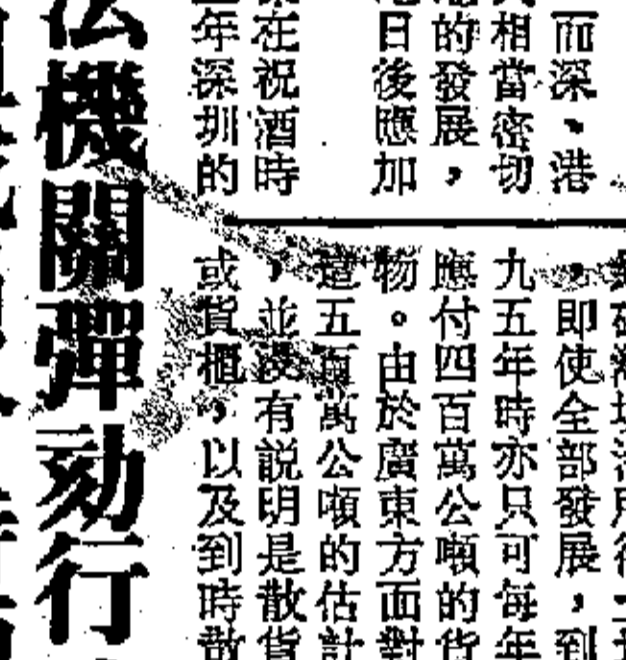 而深、港
相當密切
的發展，
日後應加
在祝酒時
年深圳的
，即使全部發展，到
九五年時亦只可每年
應付四百萬公噸的貨
物。由於廣東方面對
這五百萬公噸的估計
，並沒有説明是散貨
或貨櫃，以及到時散
法機關彈劾行